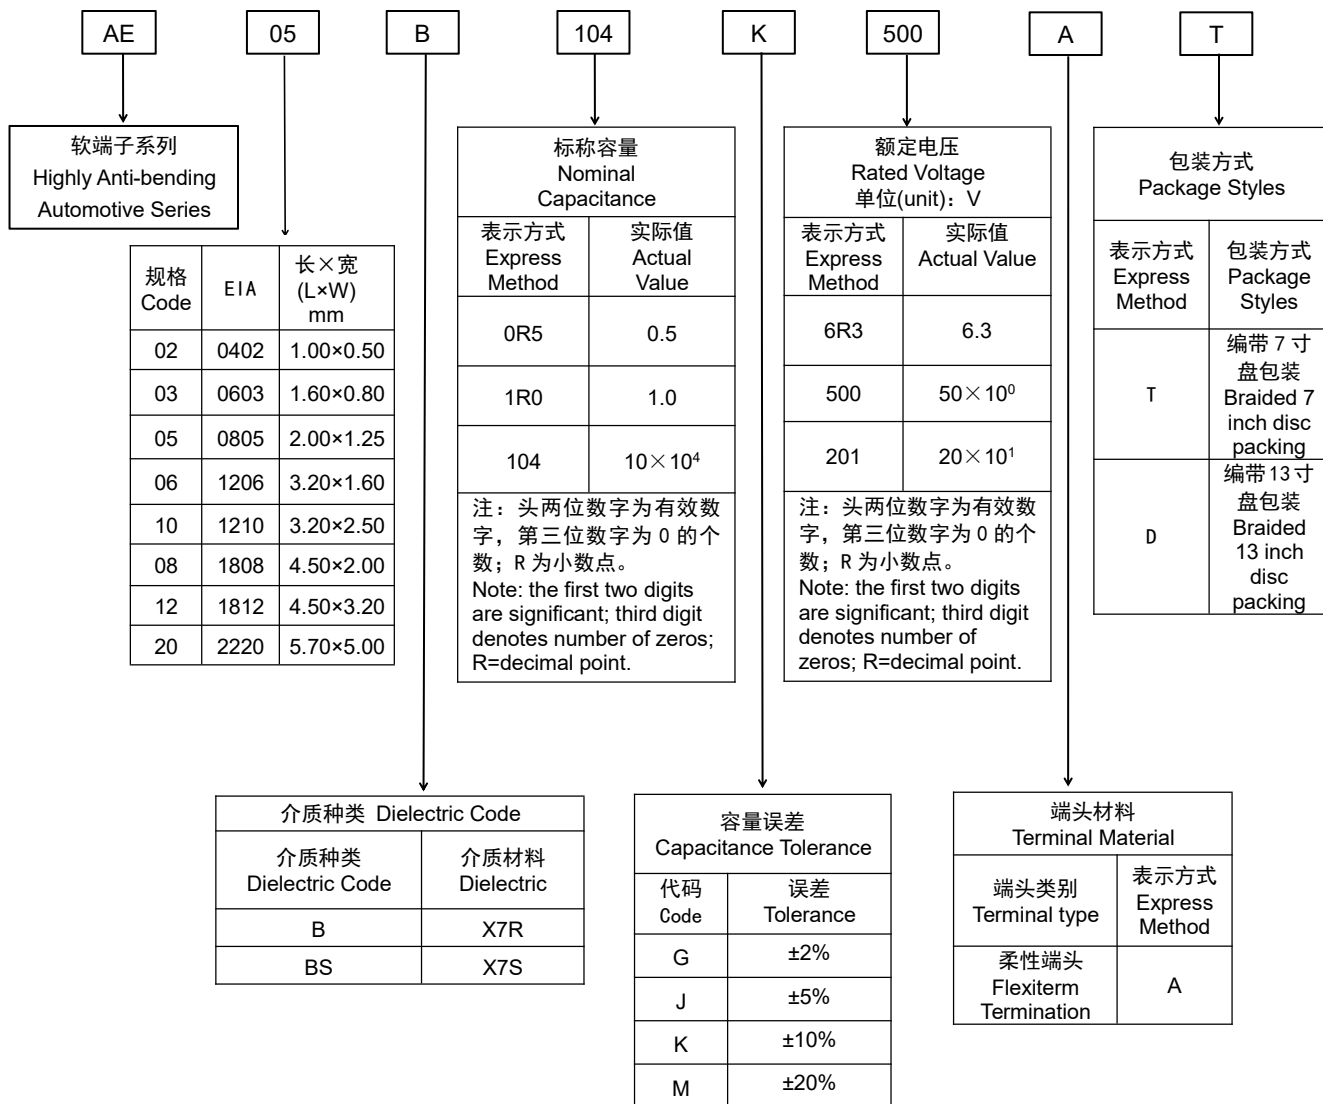 AE 05 B 104 K 500 A T
软端子系列
Highly Anti-bending
Automotive Series
规格
Code
EIA
长×宽
(L×W)
mm
02 0402 1.00×0.50
03 0603 1.60×0.80
05 0805 2.00×1.25
06 1206 3.20×1.60
10 1210 3.20×2.50
08 1808 4.50×2.00
12 1812 4.50×3.20
20 2220 5.70×5.00
标称容量
Nominal
Capacitance
表示方式
Express
Method
实际值
Actual
Value
0R5 0.5
1R0 1.0
104 10×10⁴
注：头两位数字为有效数
字，第三位数字为 0 的个
数；R 为小数点。
Note: the first two digits
are significant; third digit
denotes number of zeros;
R=decimal point.
额定电压
Rated Voltage
单位(unit)：V
表示方式
Express
Method
实际值
Actual Value
6R3 6.3
500 50×10⁰
201 20×10¹
注：头两位数字为有效数
字，第三位数字为 0 的个
数；R 为小数点。
Note: the first two digits
are significant; third digit
denotes number of
zeros; R=decimal point.
包装方式
Package Styles
表示方式
Express
Method
包装方式
Package
Styles
T
编带 7 寸
盘包装
Braided 7
inch disc
packing
D
编带 13 寸
盘包装
Braided
13 inch
disc
packing
介质种类 Dielectric Code
介质种类
Dielectric Code
介质材料
Dielectric
B X7R
BS X7S
容量误差
Capacitance Tolerance
代码
Code
误差
Tolerance
G ±2%
J ±5%
K ±10%
M ±20%
端头材料
Terminal Material
端头类别
Terminal type
表示方式
Express
Method
柔性端头
Flexiterm
Termination
A